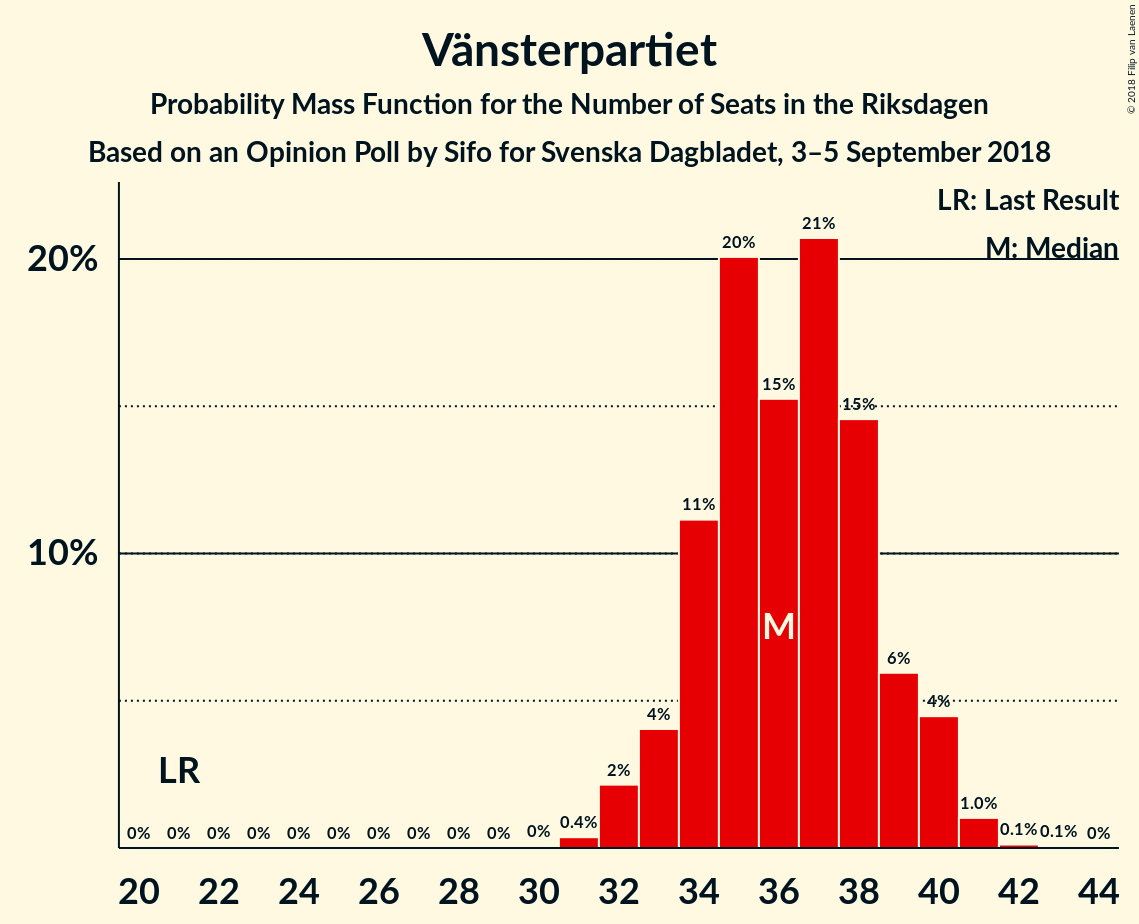 Vänsterpartiet
Probability Mass Function for the Number of Seats in the Riksdagen
Based on an Opinion Poll by Sifo for Svenska Dagbladet, 3–5 September 2018
© 2018 Filip van Laenen
LR: Last Result
M: Median
20%
10%
21%
20%
15%
15%
11%
M
6%
4%
4%
2%
LR
1.0%
0% 0% 0% 0% 0% 0% 0% 0% 0% 0% 0% 0.4% 0.1% 0.1% 0%
20 22 24 26 28 30 32 34 36 38 40 42 44